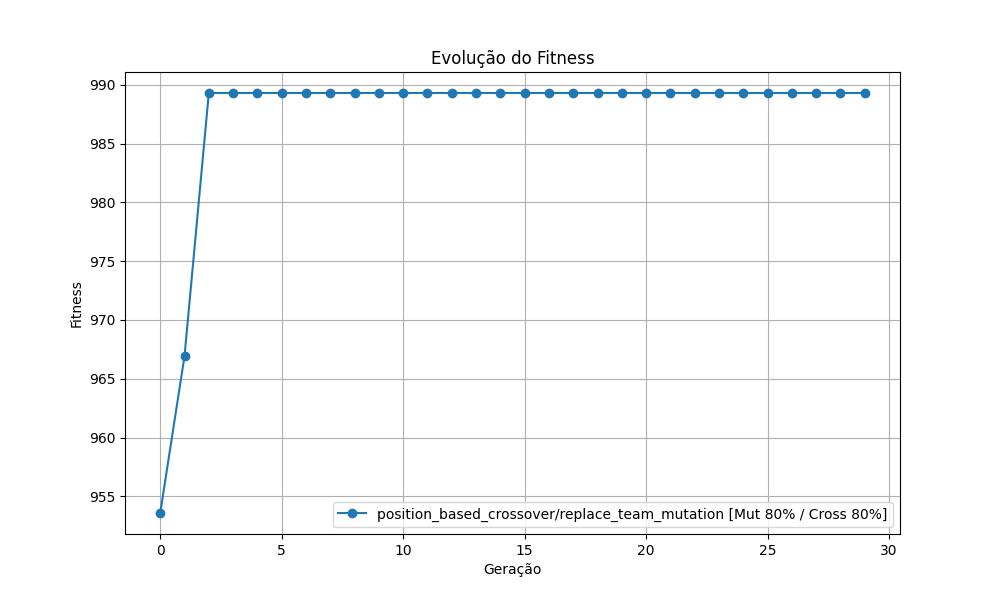 Evolução do Fitness
Fitness
990
985
980
975
970
965
960
955
position_based_crossover/replace_team_mutation [Mut 80% / Cross 80%]
0 5 10 15 20 25 30
Geração